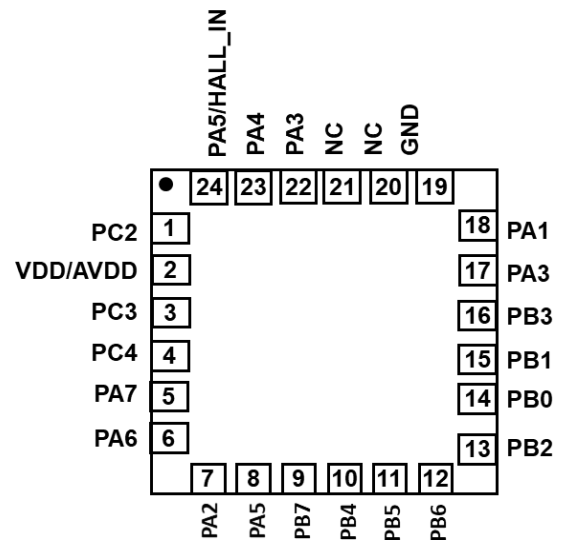 PA5/HALL_IN PA4 PA3 NC NC GND
24 23 22 21 20 19
PC2 1
VDD/AVDD 2
PC3 3
PC4 4
PA7 5
PA6 6
18 PA1
17 PA3
16 PB3
15 PB1
14 PB0
13 PB2
7 8 9 10 11 12
PA2 PA5 PB7 PB4 PB5 PB6